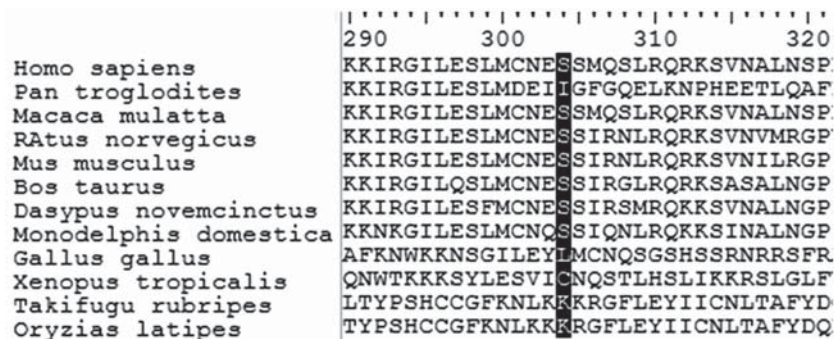 290 300 310 320
Homo sapiens KKIRGILESLMCNESSMQSLRQRKSVNALNSP
Pan troglodites KKIRGILESLMDEIIGFGQELKNPHEETLQAF
Macaca mulatta KKIRGILESLMCNESSMQSLRQRKSVNALNSP
RAtus norvegicus KKIRGILESLMCNESSIRNLRQRKSVNVMRGP
Mus musculus KKIRGILESLMCNESSIRNLRQRKSVNILRGP
Bos taurus KKIRGILQSLMCNESSIRGLRQRKSASALNGP
Dasypus novemcinctus KKIRGILESFMCNESSIRSMRQKKSVNALNGP
Monodelphis domestica KKNKGILESLMCNQSSIQNLRQKKSINALNGP
Gallus gallus AFKNWKKNSGILEYLMCNQSGSHSSRNRRSFR
Xenopus tropicalis QNWTKKKSYLESVICNQSTLHSLIKKRSLGLF
Takifugu rubripes LTYPSHCCGFKNLKKKRGFLEYIICNLTAFYD
Oryzias latipes TYPSHCCGFKNLKKKRGFLEYIICNLTAFYDQ